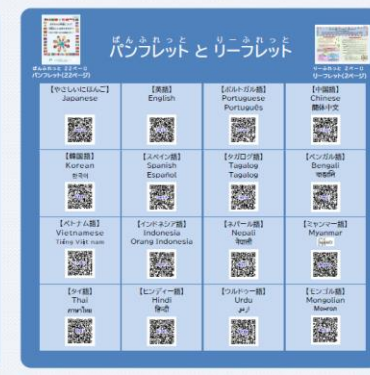 ぱんふれっと りーふれっと
パンフレット と リーフレット
ぱんふれっと 22ページ
パンフレット(22ページ)
りーふれっと 2ページ
リーフレット(2ページ)
【やさしいにほんご】
Japanese
【英語】
English
【ポルトガル語】
Portuguese
Português
【中国語】
Chinese
簡体中文
【韓国語】
Korean
한국어
【スペイン語】
Spanish
Español
【タガログ語】
Tagalog
Tagalog
【ベンガル語】
Bengali
【ベトナム語】
Vietnamese
Tiếng Việt nam
【インドネシア語】
Indonesia
Orang Indonesia
【ネパール語】
Nepali
नेपाली
【ミャンマー語】
Myanmar
【タイ語】
Thai
ภาษาไทย
【ヒンディー語】
Hindi
हिन्दी
【ウルドゥー語】
Urdu
اردو
【モンゴル語】
Mongolian
Монгол